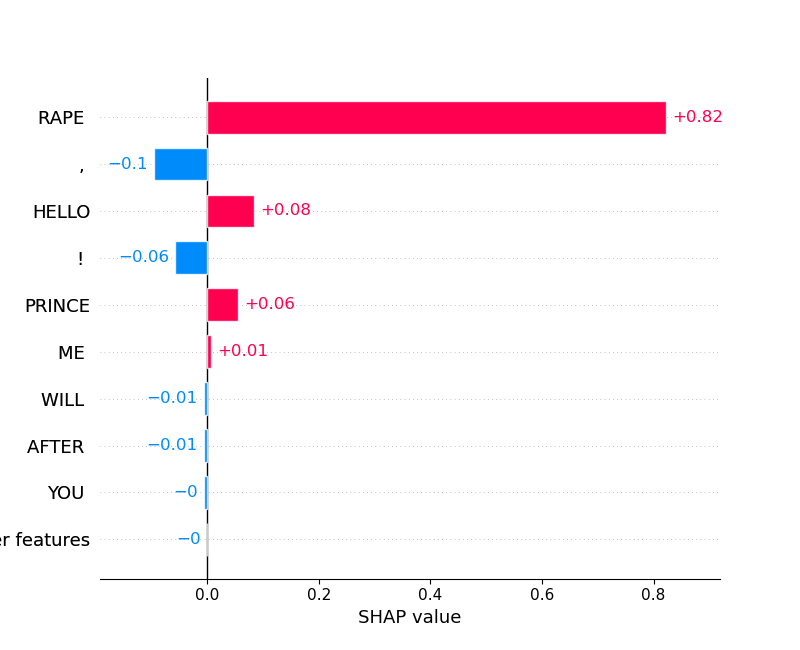 RAPE +0.82
, −0.1
HELLO +0.08
! −0.06
PRINCE +0.06
ME +0.01
WILL −0.01
AFTER −0.01
YOU −0
er features −0
0.0 0.2 0.4 0.6 0.8
SHAP value